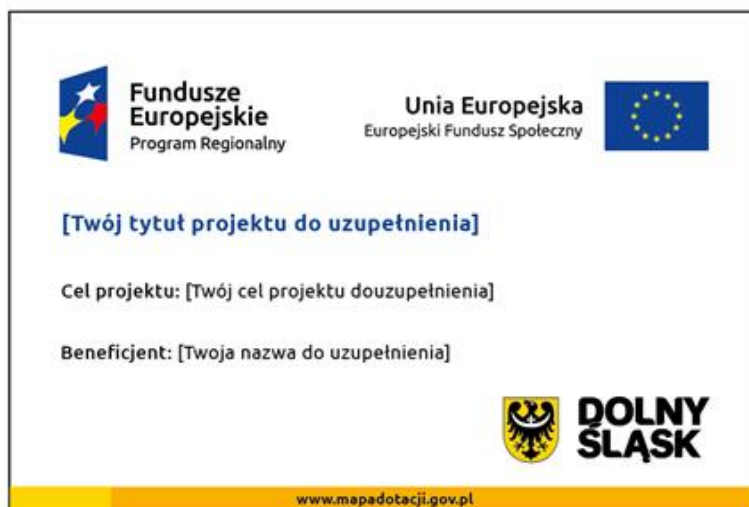 Fundusze
Europejskie
Program Regionalny
Unia Europejska
Europejski Fundusz Społeczny
[Twój tytuł projektu do uzupełnienia]
Cel projektu: [Twój cel projektu douzupełnienia]
Beneficjent: [Twoja nazwa do uzupełnienia]
DOLNY
ŚLĄSK
www.mapadotacji.gov.pl